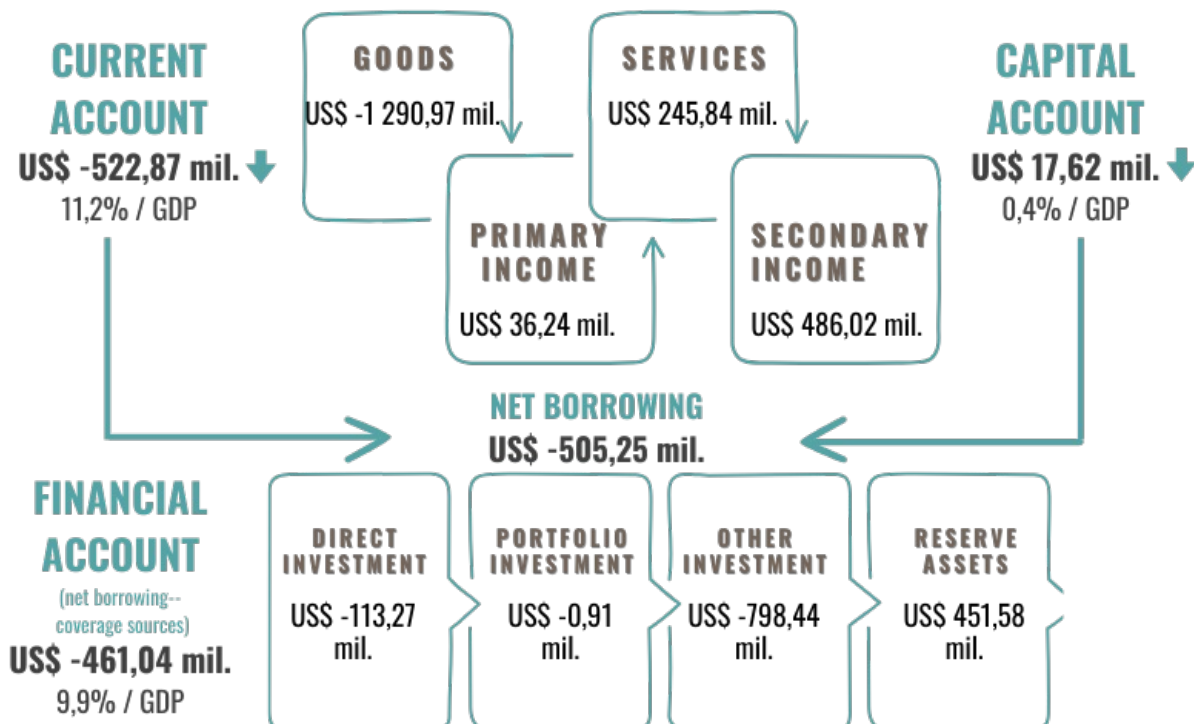 CURRENT
ACCOUNT
US$ -522,87 mil.
11,2% / GDP
GOODS
US$ -1 290,97 mil.
SERVICES
US$ 245,84 mil.
CAPITAL
ACCOUNT
US$ 17,62 mil.
0,4% / GDP
PRIMARY
INCOME
US$ 36,24 mil.
SECONDARY
INCOME
US$ 486,02 mil.
NET BORROWING
US$ -505,25 mil.
FINANCIAL
ACCOUNT
(net borrowing--
coverage sources)
US$ -461,04 mil.
9,9% / GDP
DIRECT
INVESTMENT
US$ -113,27
mil.
PORTFOLIO
INVESTMENT
US$ -0,91
mil.
OTHER
INVESTMENT
US$ -798,44
mil.
RESERVE
ASSETS
US$ 451,58
mil.